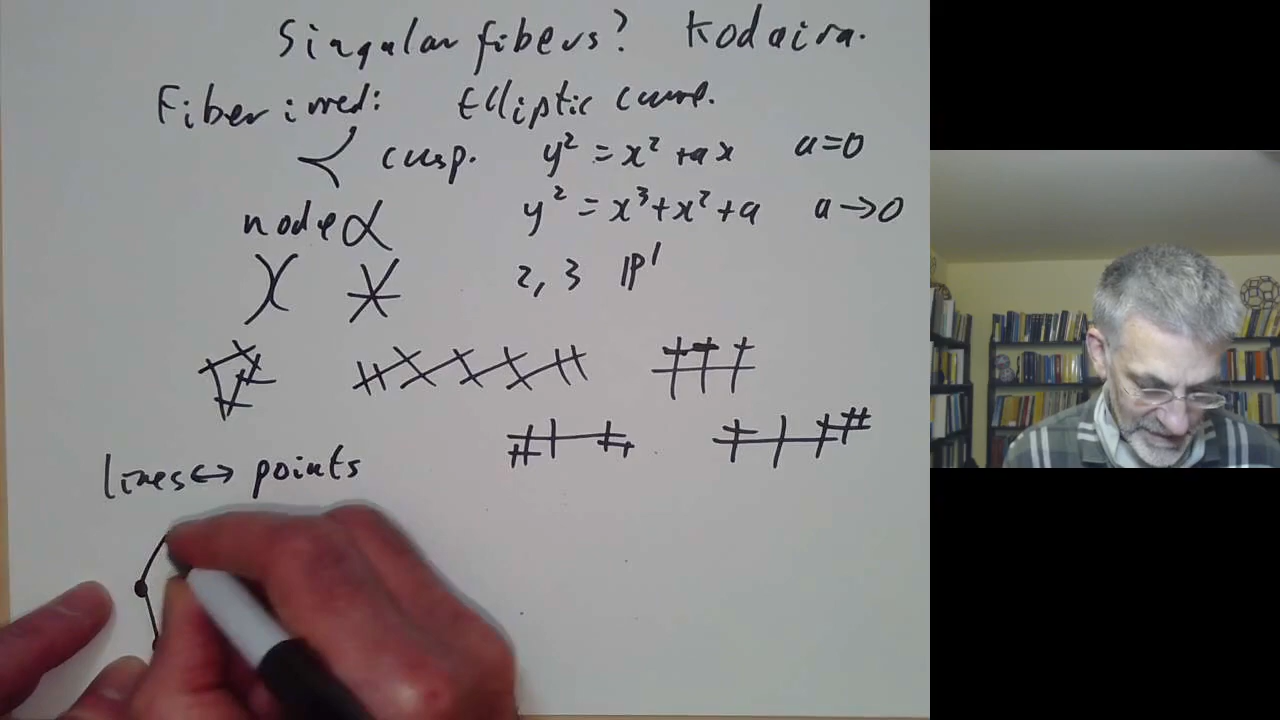 Singular fibers? Kodaira.
Fiber irred: Elliptic curve.
cusp. y² = x² + ax a=0
node y² = x³+x²+a a→0
2, 3 ℙ¹
lines↔points